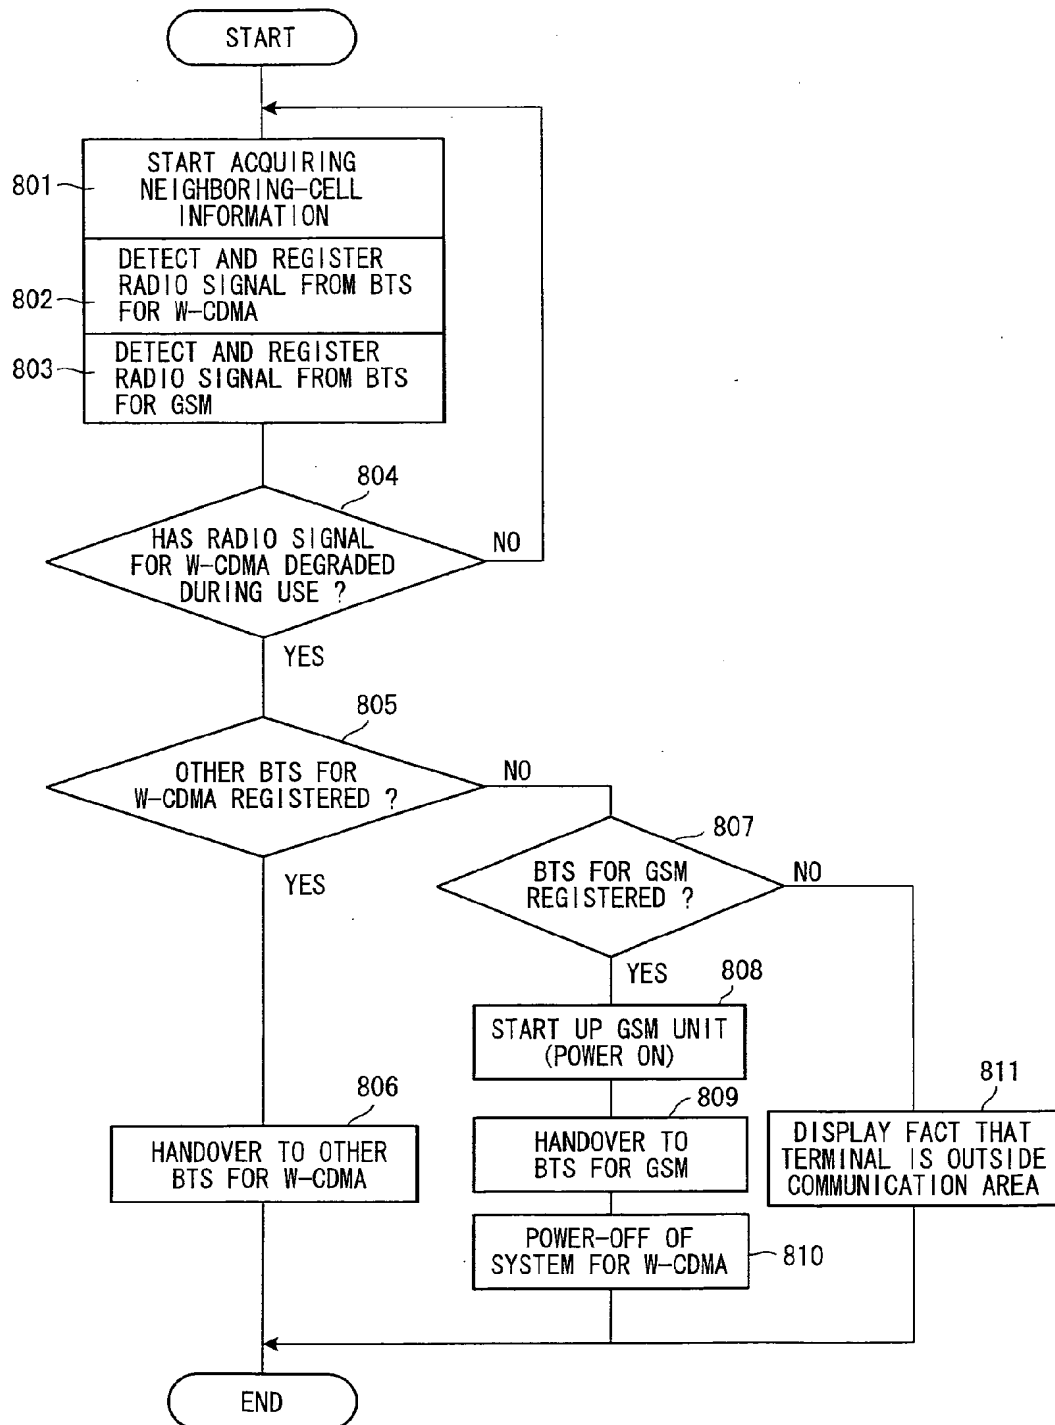 START
801
START ACQUIRING
NEIGHBORING-CELL
INFORMATION
802
DETECT AND REGISTER
RADIO SIGNAL FROM BTS
FOR W-CDMA
803
DETECT AND REGISTER
RADIO SIGNAL FROM BTS
FOR GSM
804
HAS RADIO SIGNAL
FOR W-CDMA DEGRADED
DURING USE ?
NO
YES
805
OTHER BTS FOR
W-CDMA REGISTERED ?
NO
YES
807
BTS FOR GSM
REGISTERED ?
NO
YES
808
START UP GSM UNIT
(POWER ON)
806
HANDOVER TO OTHER
BTS FOR W-CDMA
809
HANDOVER TO
BTS FOR GSM
811
DISPLAY FACT THAT
TERMINAL IS OUTSIDE
COMMUNICATION AREA
POWER-OFF OF
SYSTEM FOR W-CDMA
810
END